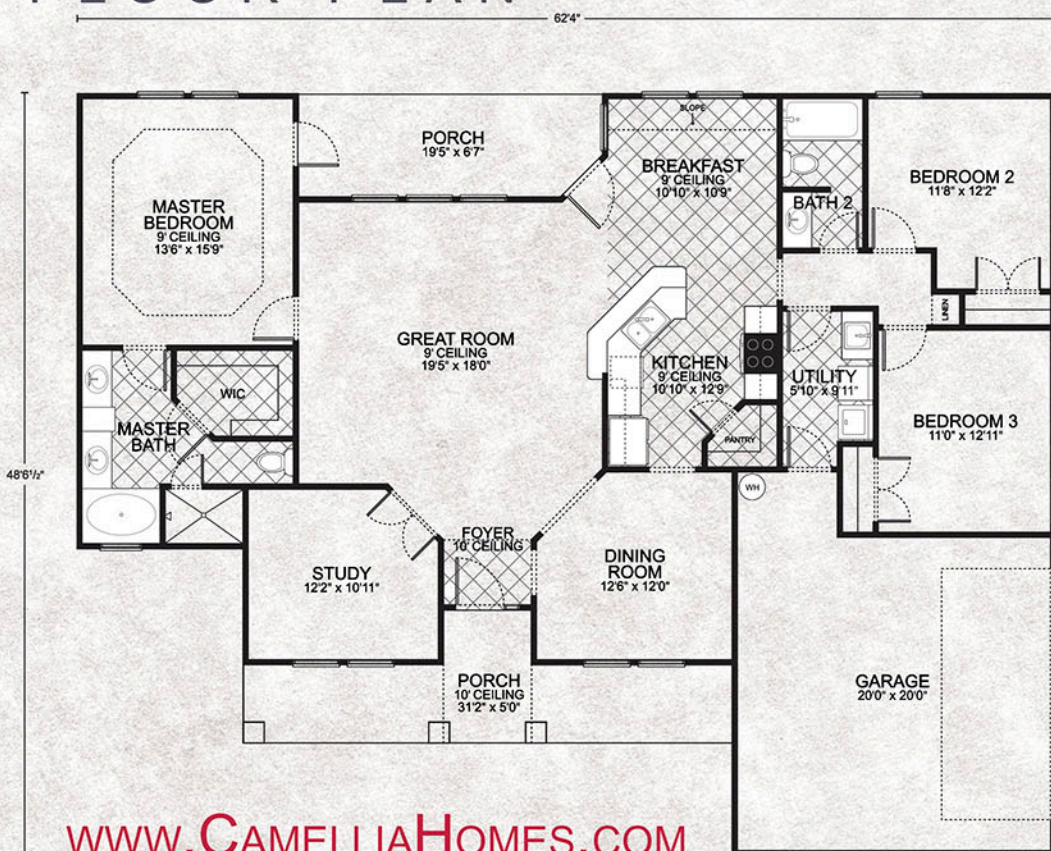 FLOOR PLAN
62'4"
48'6½"
SLOPE
PORCH
19'5" x 6'7"
BREAKFAST
9' CEILING
10'10" x 10'9"
BATH 2
BEDROOM 2
11'8" x 12'2"
MASTER
BEDROOM
9' CEILING
13'6" x 15'9"
LINEN
GREAT ROOM
9' CEILING
19'5" x 18'0"
KITCHEN
9' CEILING
10'10" x 12'9"
UTILITY
5'10" x 9'11"
WIC
MASTER
BATH
PANTRY
BEDROOM 3
11'0" x 12'11"
WH
FOYER
10' CEILING
STUDY
12'2" x 10'11"
DINING
ROOM
12'6" x 12'0"
PORCH
10' CEILING
31'2" x 5'0"
GARAGE
20'0" x 20'0"
WWW.CAMELLIAHOMES.COM